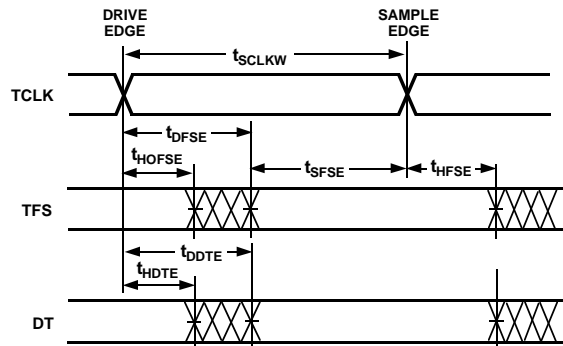 DRIVE
EDGE
SAMPLE
EDGE
tSCLKW
TCLK
tDFSE
tHOFSE
tSFSE
tHFSE
TFS
tDDTE
tHDTE
DT